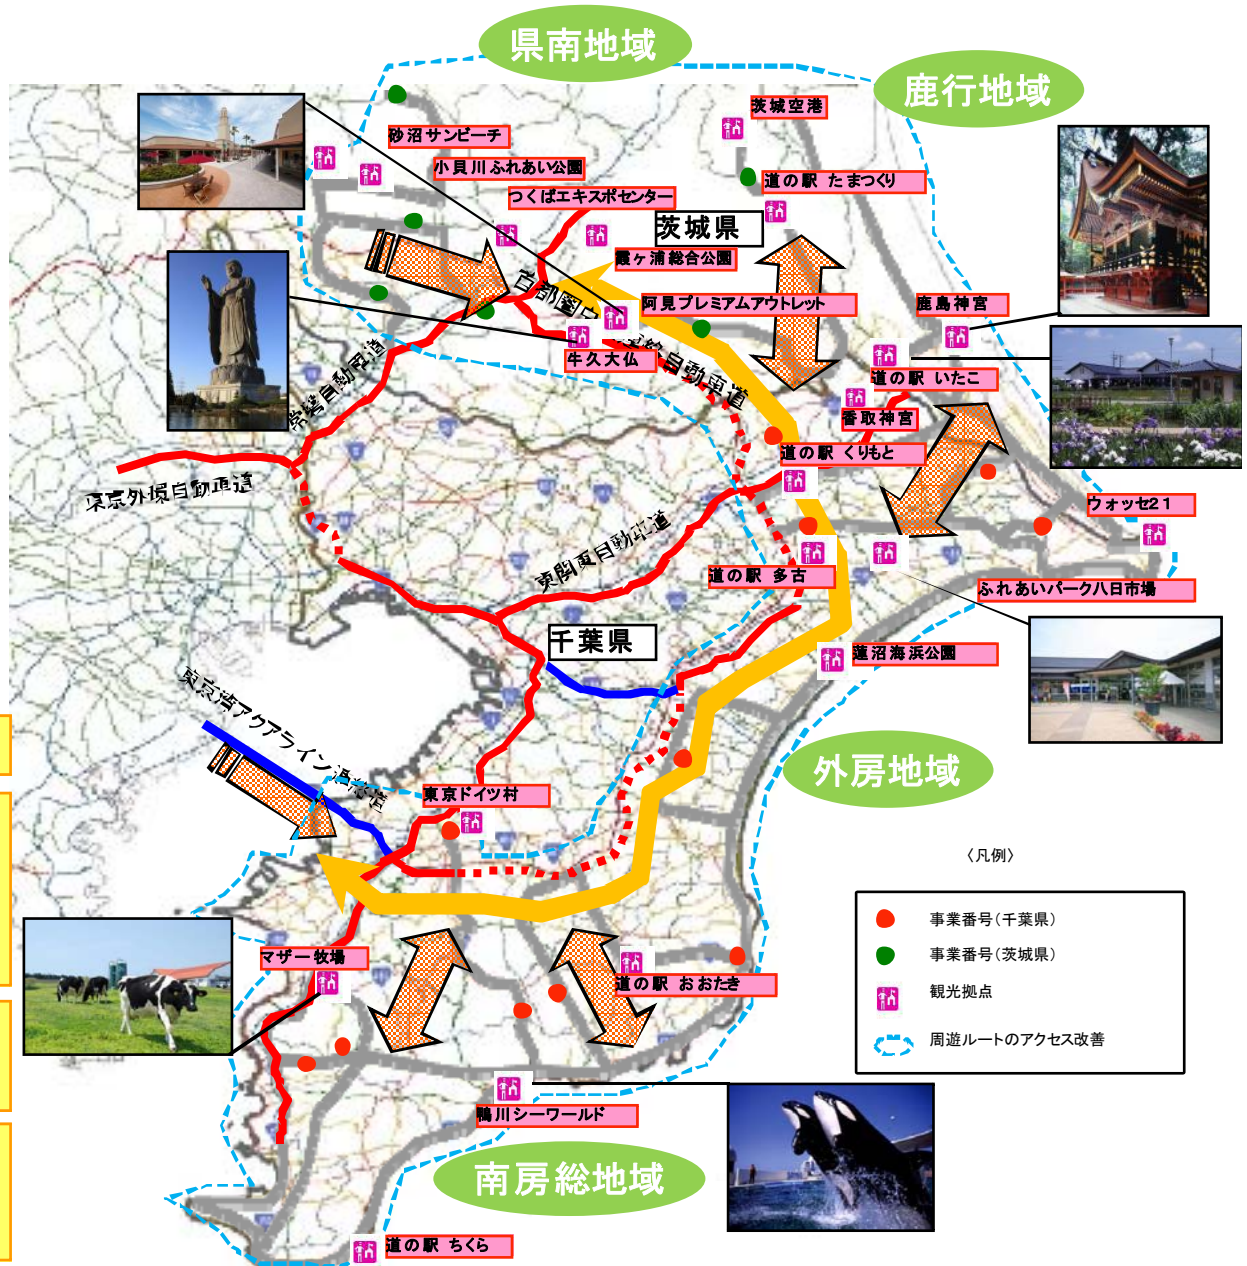 県南地域
鹿行地域
茨城空港
砂沼サンビーチ
小貝川ふれあい公園
道の駅 たまつくり
つくばエキスポセンター
茨城県
霞ヶ浦総合公園
阿見プレミアムアウトレット
鹿島神宮
牛久大仏
道の駅 いたこ
常磐自動車道
香取神宮
道の駅 くりもと
東京外環自動車道
ウォッセ21
東関東自動車道
道の駅 多古
ふれあいパーク八日市場
千葉県
蓮沼海浜公園
東京湾アクアライン連絡道
外房地域
東京ドイツ村
〈凡例〉
事業番号(千葉県)
事業番号(茨城県)
観光拠点
周遊ルートのアクセス改善
マザー牧場
道の駅 おおたき
鴨川シーワールド
南房総地域
道の駅 ちくら